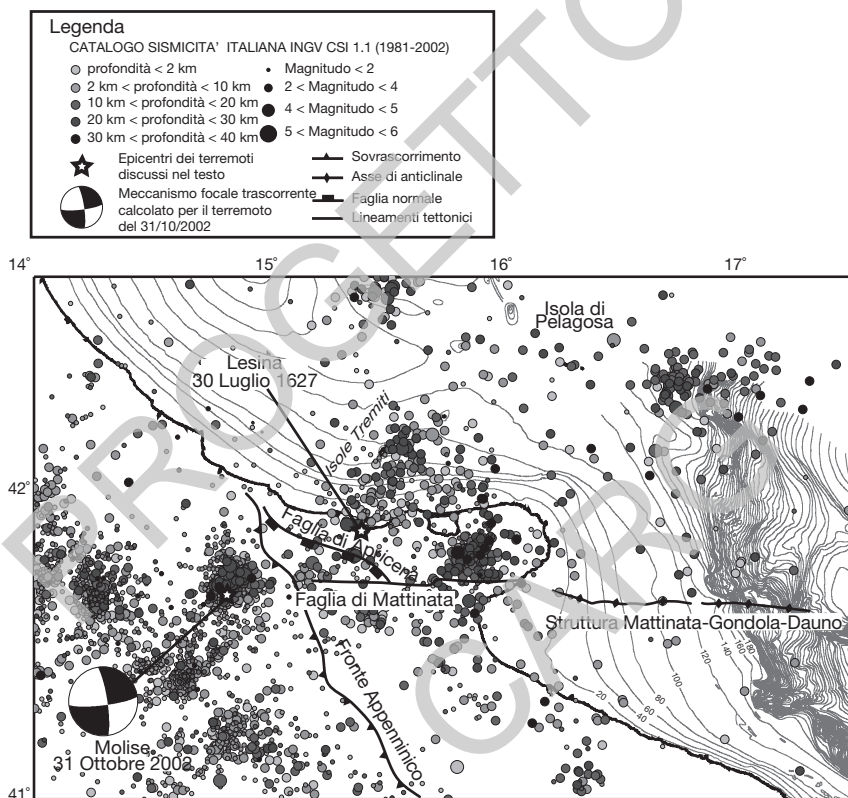 Legenda
CATALOGO SISMICITA' ITALIANA INGV CSI 1.1 (1981-2002)
profondità < 2 km
2 km < profondità < 10 km
10 km < profondità < 20 km
20 km < profondità < 30 km
30 km < profondità < 40 km
Magnitudo < 2
2 < Magnitudo < 4
4 < Magnitudo < 5
5 < Magnitudo < 6
Epicentri dei terremoti
discussi nel testo
Meccanismo focale trascorrente
calcolato per il terremoto
del 31/10/2002
Sovrascorrimento
Asse di anticlinale
Faglia normale
Lineamenti tettonici
14° 15° 16° 17°
Isola di
Pelagosa
Lesina
30 Luglio 1627
Isole Tremiti
42°
Faglia di Apricena
Faglia di Mattinata
Struttura Mattinata-Gondola-Dauno
Fronte Appenninico
20
40
60
80
100
120
140
160
180
Molise
31 Ottobre 2002
41°
PROGETTO
CARG